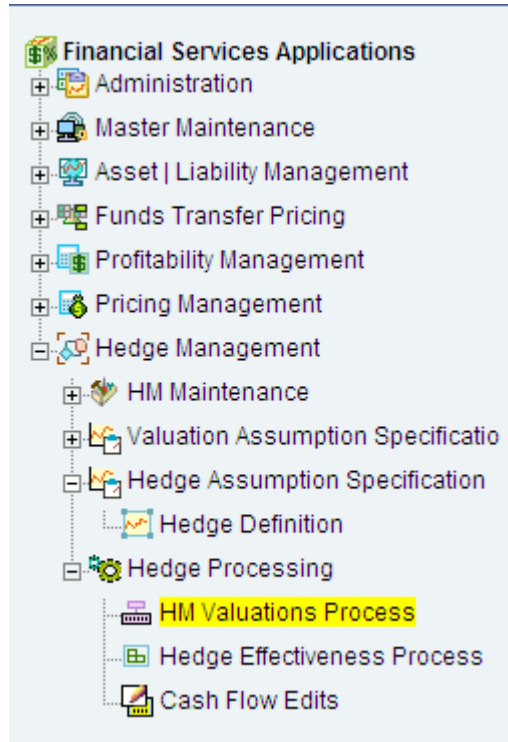 Financial Services Applications
Administration
Master Maintenance
Asset | Liability Management
Funds Transfer Pricing
Profitability Management
Pricing Management
Hedge Management
HM Maintenance
Valuation Assumption Specificatio
Hedge Assumption Specification
Hedge Definition
Hedge Processing
HM Valuations Process
Hedge Effectiveness Process
Cash Flow Edits